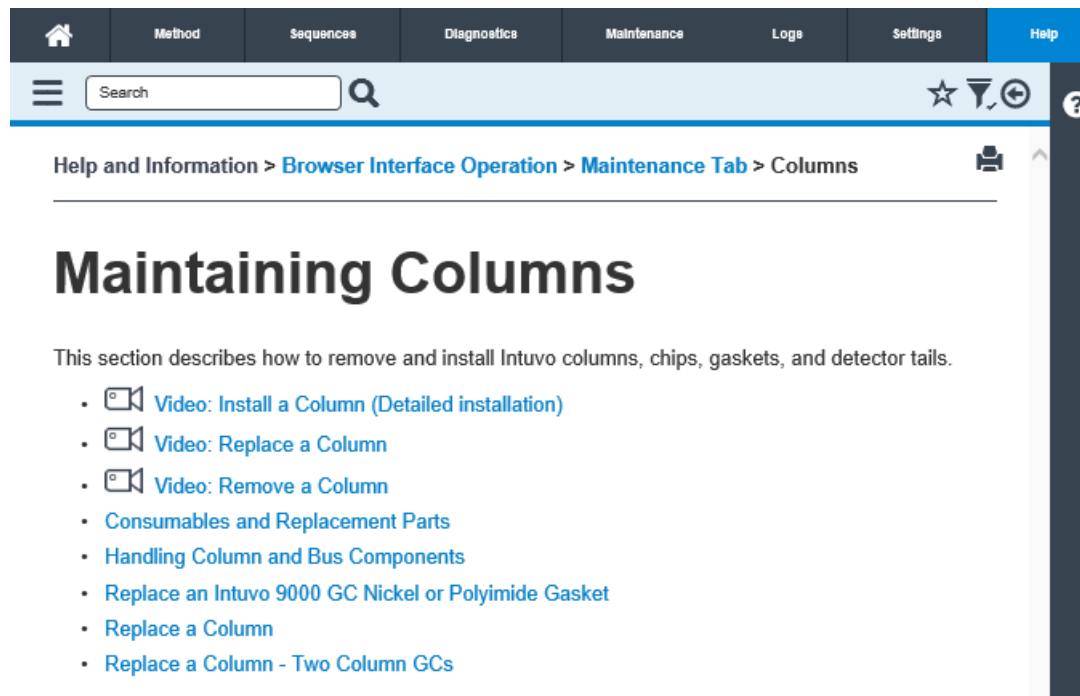 Method Sequences Diagnostics Maintenance Logs Settings Help
Search
?
Help and Information > Browser Interface Operation > Maintenance Tab > Columns
Maintaining Columns
This section describes how to remove and install Intuvo columns, chips, gaskets, and detector tails.
• Video: Install a Column (Detailed installation)
• Video: Replace a Column
• Video: Remove a Column
• Consumables and Replacement Parts
• Handling Column and Bus Components
• Replace an Intuvo 9000 GC Nickel or Polyimide Gasket
• Replace a Column
• Replace a Column - Two Column GCs